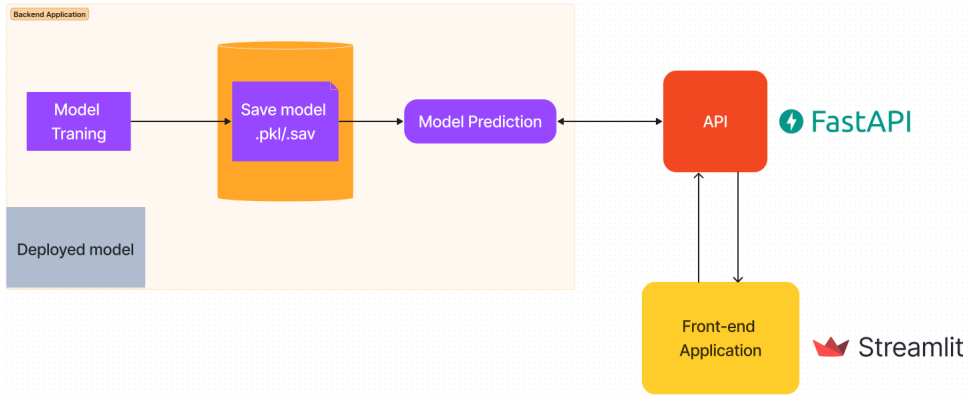 Backend Application
Model
Traning
Save model
.pkl/.sav
Model Prediction
API
FastAPI
Deployed model
Front-end
Application
Streamlit